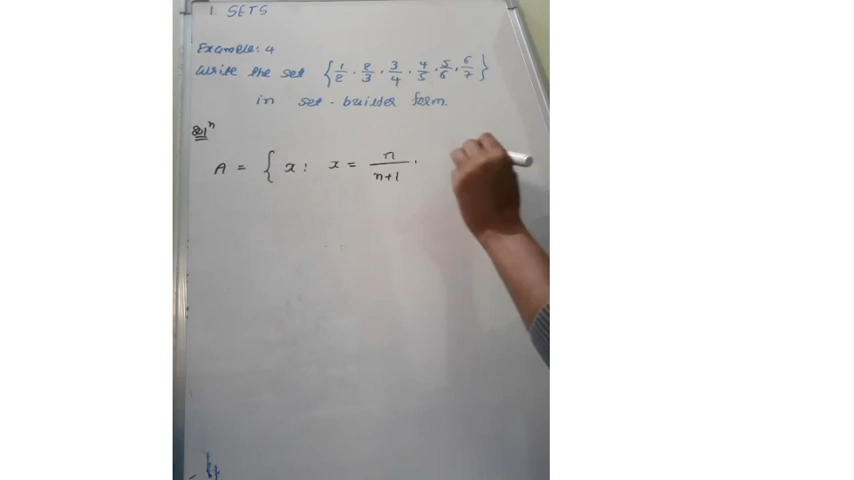 1. SETS
Example: 4
Write the set {1/2, 2/3, 3/4, 4/5, 5/6, 6/7}
in set-builder form.
Solⁿ
A = { x : x = n/n+1,